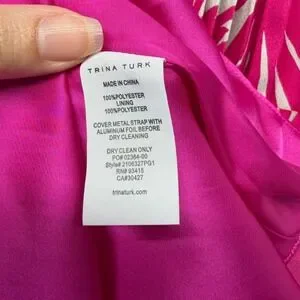 TRINA TURK
MADE IN CHINA
100%POLYESTER
LINING
100%POLYESTER
COVER METAL STRAP WITH
ALUMINUM FOIL BEFORE
DRY CLEANING
DRY CLEAN ONLY
PO# 02364-00
Style# 2106327PG1
RN# 93415
CA#30427
trinaturk.com